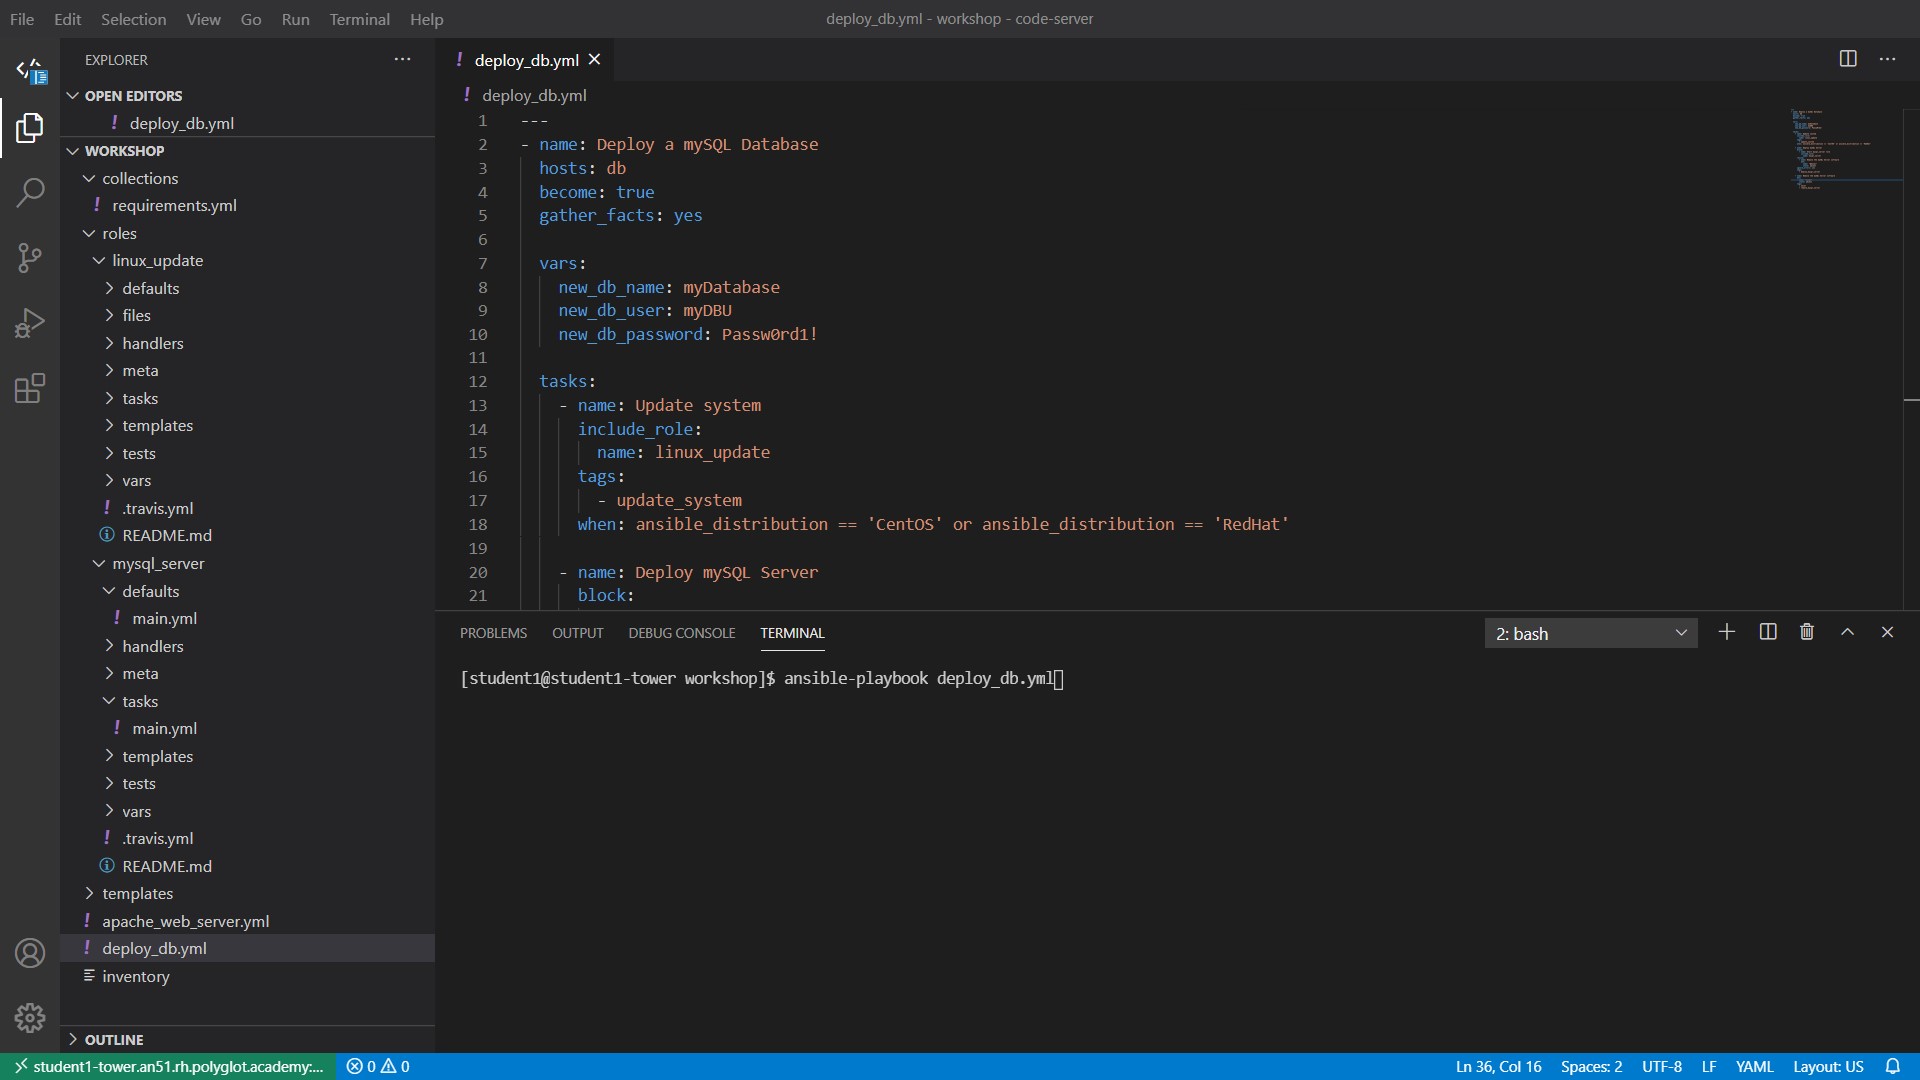 File Edit Selection View Go Run Terminal Help
deploy_db.yml - workshop - code-server
EXPLORER
OPEN EDITORS
! deploy_db.yml
WORKSHOP
collections
! requirements.yml
roles
linux_update
defaults
files
handlers
meta
tasks
templates
tests
vars
! .travis.yml
README.md
mysql_server
defaults
! main.yml
handlers
meta
tasks
! main.yml
templates
tests
vars
! .travis.yml
README.md
templates
! apache_web_server.yml
! deploy_db.yml
inventory
OUTLINE
! deploy_db.yml
! deploy_db.yml
1 ---
2 - name: Deploy a mySQL Database
3 hosts: db
4 become: true
5 gather_facts: yes
6
7 vars:
8 new_db_name: myDatabase
9 new_db_user: myDBU
10 new_db_password: Passw0rd1!
11
12 tasks:
13 - name: Update system
14 include_role:
15 name: linux_update
16 tags:
17 - update_system
18 when: ansible_distribution == 'CentOS' or ansible_distribution == 'RedHat'
19
20 - name: Deploy mySQL Server
21 block:
PROBLEMS OUTPUT DEBUG CONSOLE TERMINAL
2: bash
[student1@student1-tower workshop]$ ansible-playbook deploy_db.yml
student1-tower.an51.rh.polyglot.academy:... 0 0
Ln 36, Col 16 Spaces: 2 UTF-8 LF YAML Layout: US